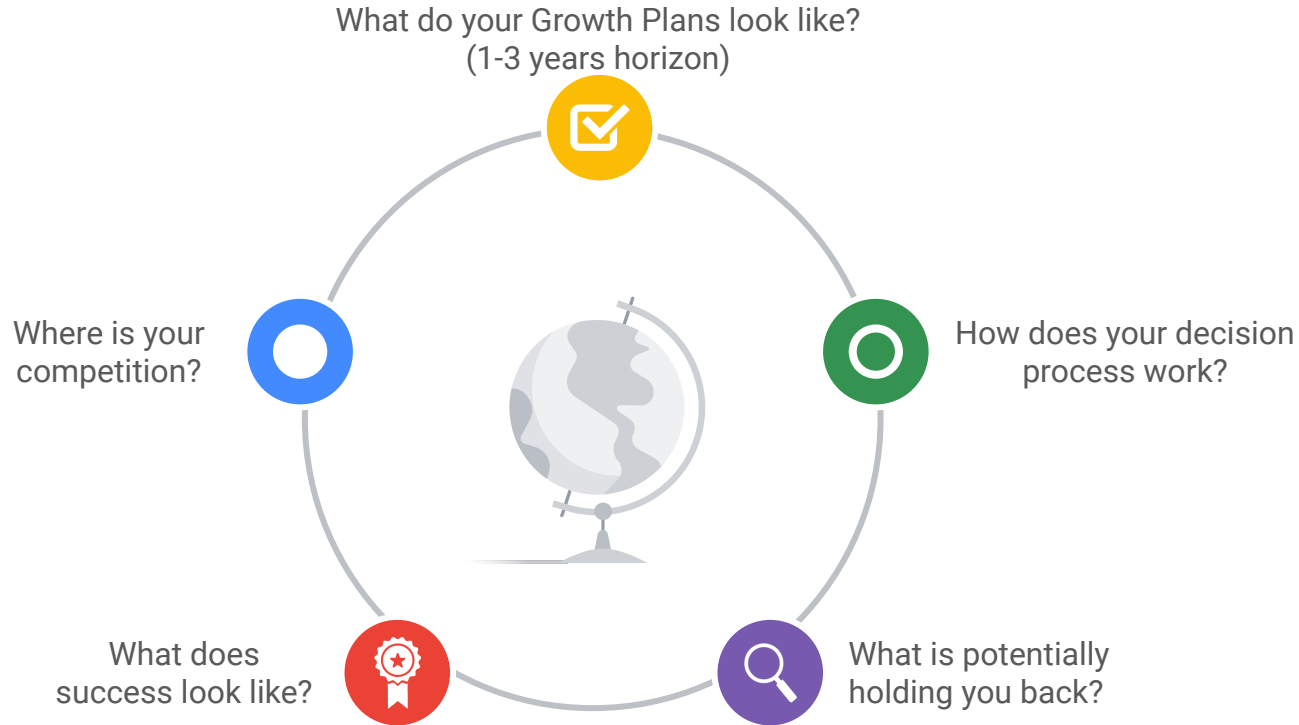 What do your Growth Plans look like?
(1-3 years horizon)
Where is your
competition?
How does your decision
process work?
What does
success look like?
What is potentially
holding you back?